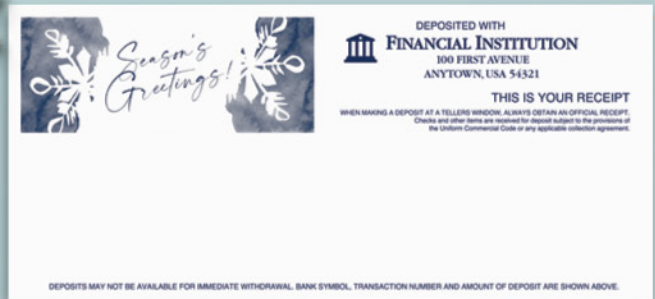 Season's
Greetings!
DEPOSITED WITH
FINANCIAL INSTITUTION
100 FIRST AVENUE
ANYTOWN, USA 54321
THIS IS YOUR RECEIPT
WHEN MAKING A DEPOSIT AT A TELLERS WINDOW, ALWAYS OBTAIN AN OFFICIAL RECEIPT.
Checks and other items are received for deposit subject to the provisions of
the Uniform Commercial Code or any applicable collection agreement.
DEPOSITS MAY NOT BE AVAILABLE FOR IMMEDIATE WITHDRAWAL. BANK SYMBOL, TRANSACTION NUMBER AND AMOUNT OF DEPOSIT ARE SHOWN ABOVE.